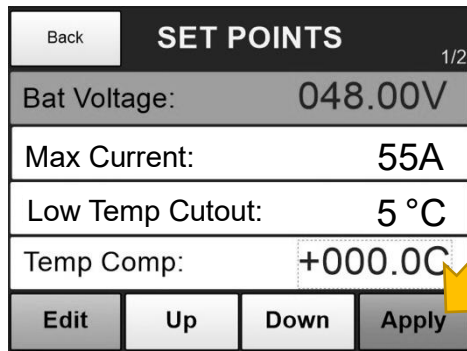 Back SET POINTS 1/2
Bat Voltage: 048.00V
Max Current: 55A
Low Temp Cutout: 5 °C
Temp Comp: +000.0C
Edit Up Down Apply